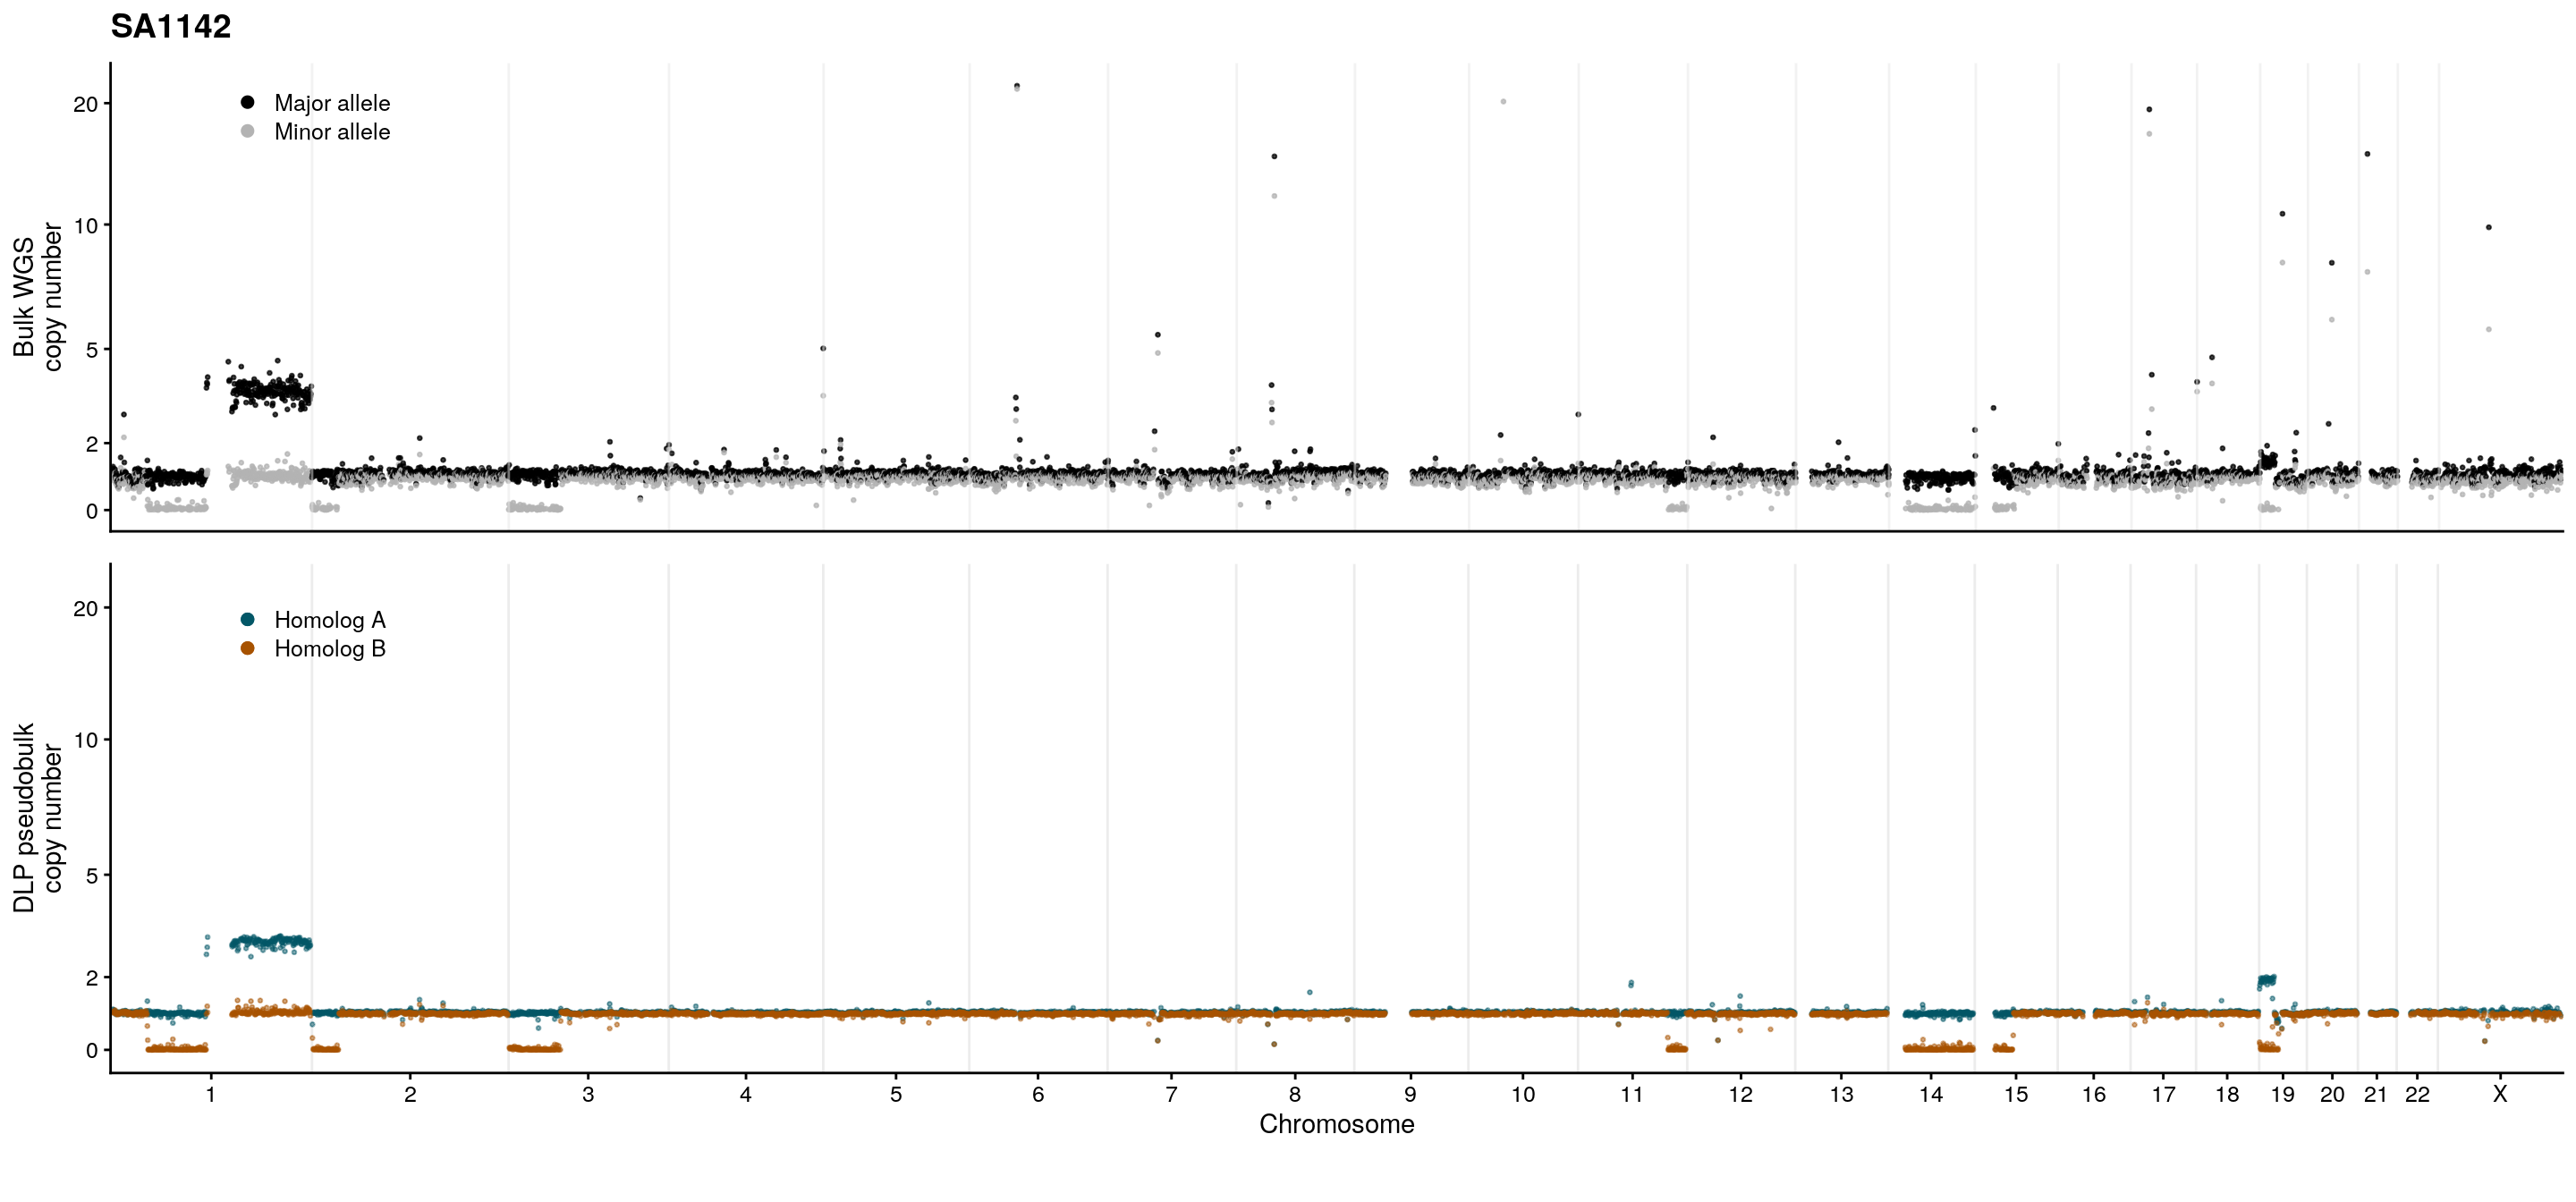 SA1142
Bulk WGS
copy number
20
10
5
2
0
Major allele
Minor allele
DLP pseudobulk
copy number
20
10
5
2
0
Homolog A
Homolog B
1 2 3 4 5 6 7 8 9 10 11 12 13 14 15 16 17 18 19 20 21 22 X
Chromosome